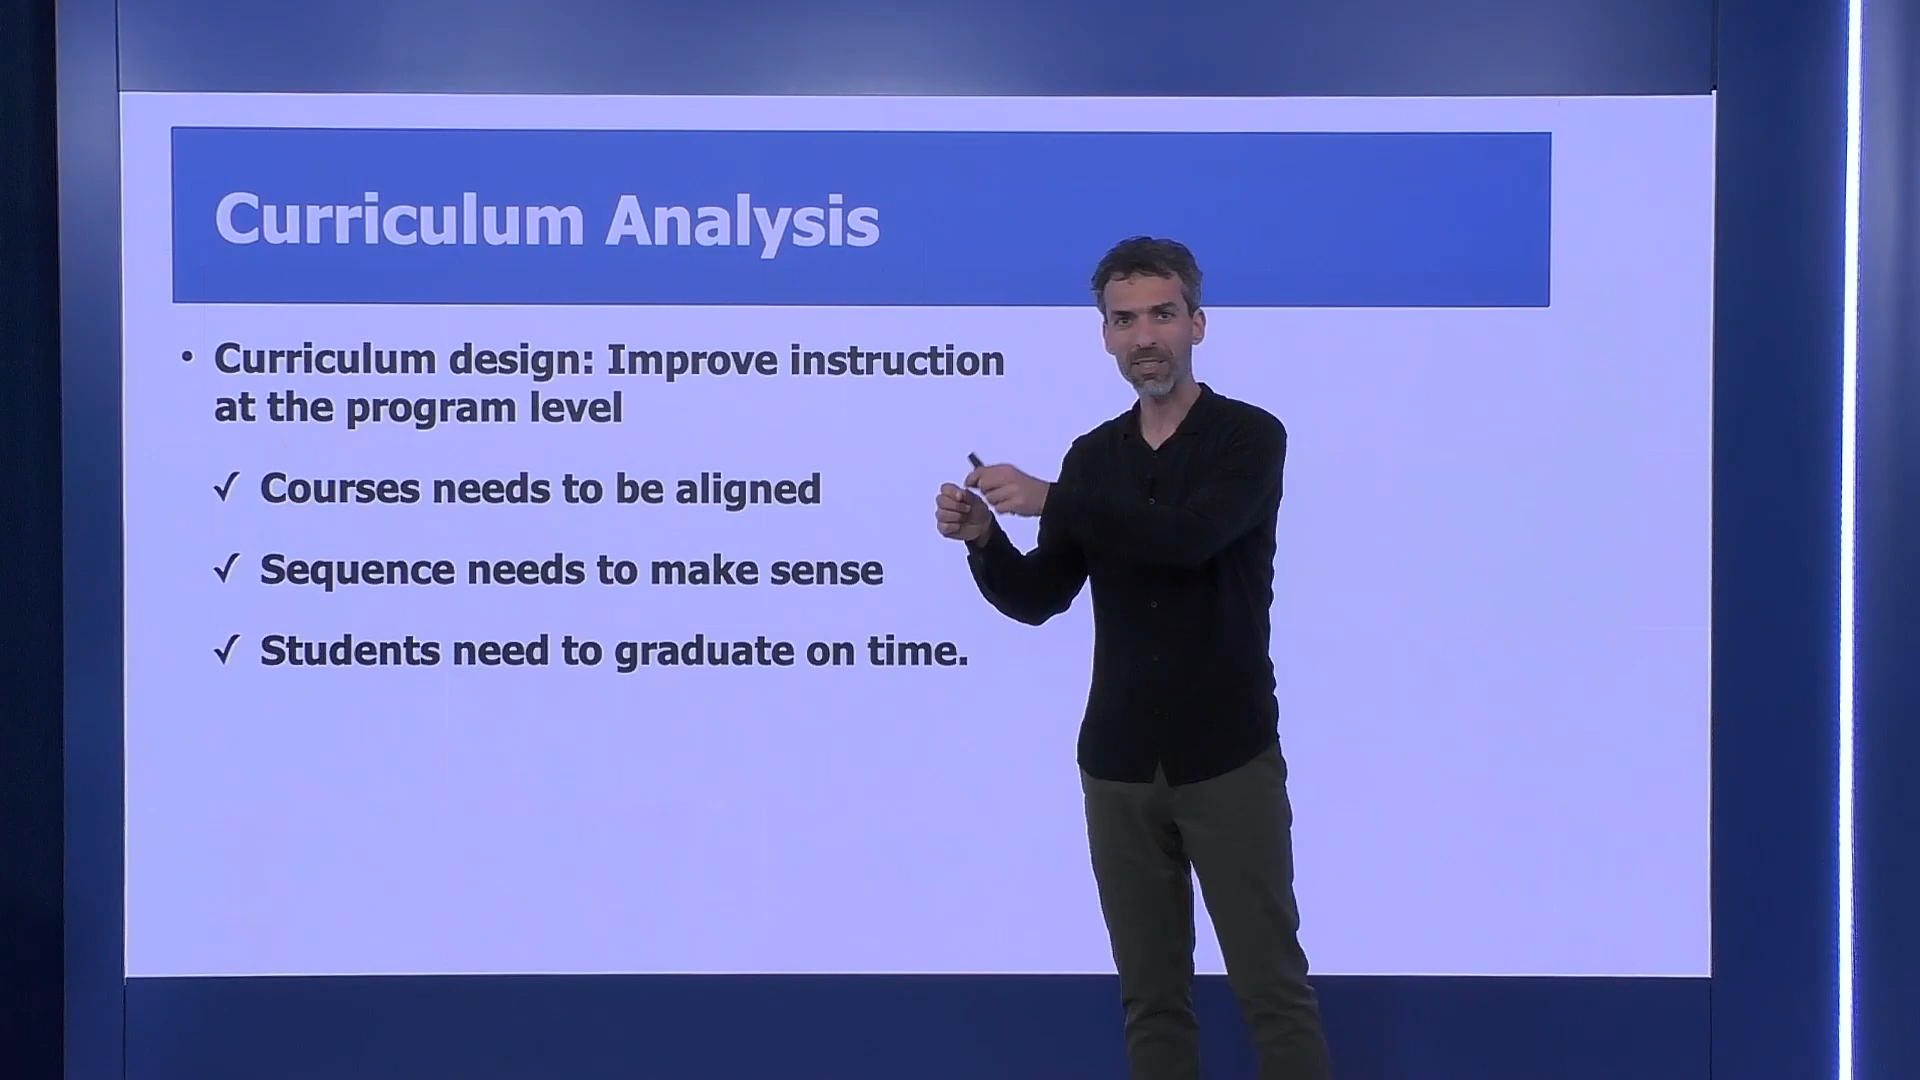 Curriculum Analysis
• Curriculum design: Improve instruction
at the program level
✓ Courses needs to be aligned
✓ Sequence needs to make sense
✓ Students need to graduate on time.